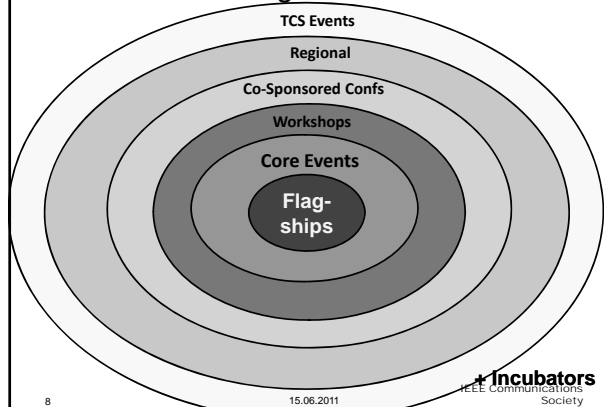 TCS Events
Regional
Co-Sponsored Confs
Workshops
Core Events
Flag-
ships
+ Incubators
IEEE Communications
Society
8
15.06.2011